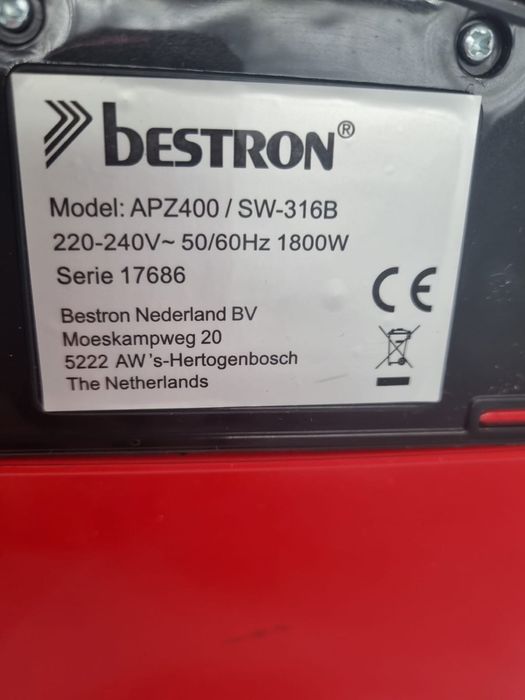 bESTRON®
Model: APZ400 / SW-316B
220-240V~ 50/60Hz 1800W
Serie 17686
CE
Bestron Nederland BV
Moeskampweg 20
5222 AW 's-Hertogenbosch
The Netherlands